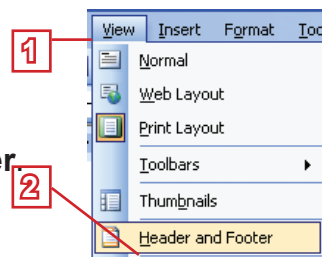 View Insert Format Too
1
Normal
Web Layout
Print Layout
er.
Toolbars
2
Thumbnails
Header and Footer